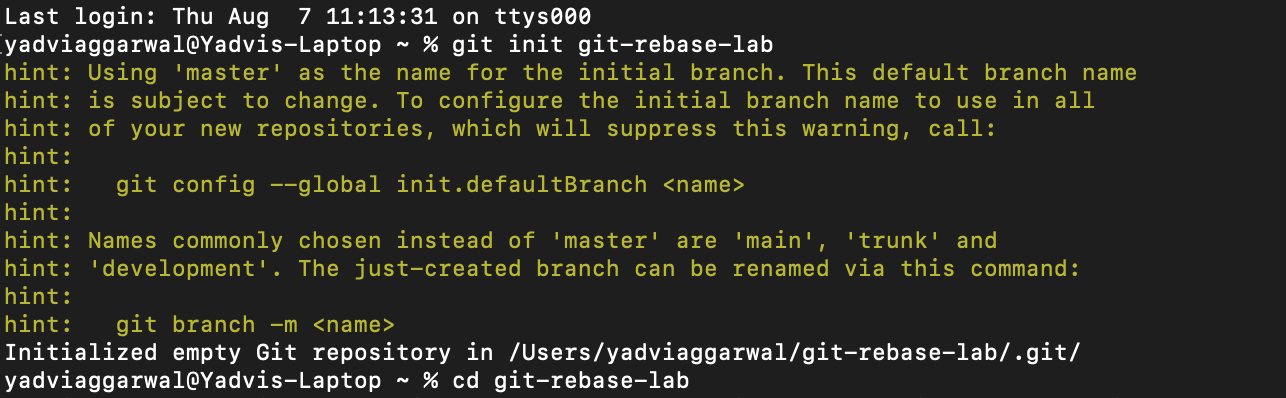 Last login: Thu Aug  7 11:13:31 on ttys000
yadviaggarwal@Yadvis-Laptop ~ % git init git-rebase-lab
hint: Using 'master' as the name for the initial branch. This default branch name
hint: is subject to change. To configure the initial branch name to use in all
hint: of your new repositories, which will suppress this warning, call:
hint:
hint:   git config --global init.defaultBranch <name>
hint:
hint: Names commonly chosen instead of 'master' are 'main', 'trunk' and
hint: 'development'. The just-created branch can be renamed via this command:
hint:
hint:   git branch -m <name>
Initialized empty Git repository in /Users/yadviaggarwal/git-rebase-lab/.git/
yadviaggarwal@Yadvis-Laptop ~ % cd git-rebase-lab